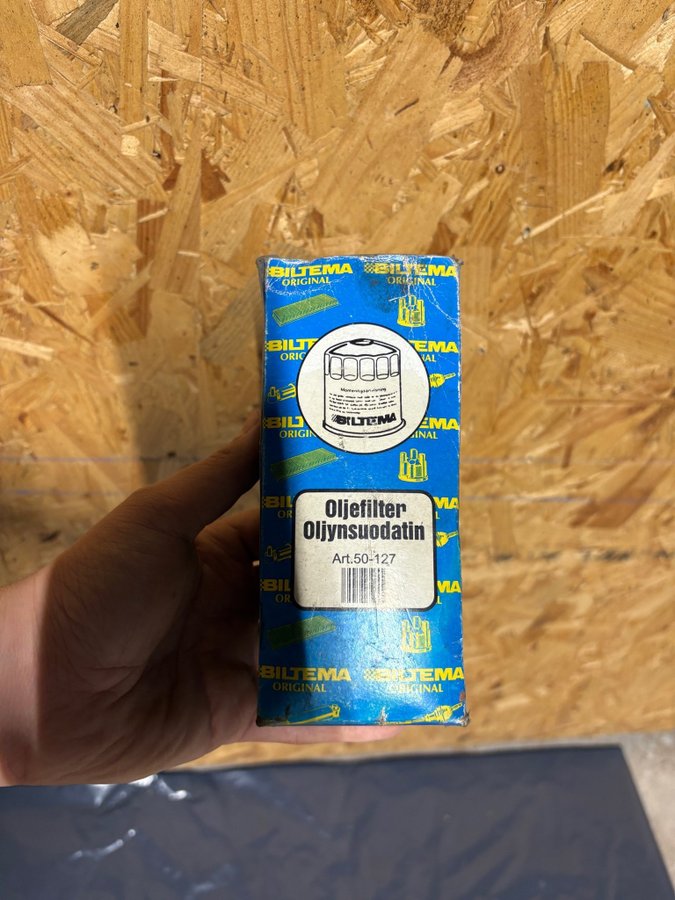 BILTEMA BILTEMA
ORIGINAL ORIGINAL
BILTEMA
Oljefilter
Oljynsuodatin
Art.50-127
BILTEMA BILTEMA
ORIGINAL ORIGINAL